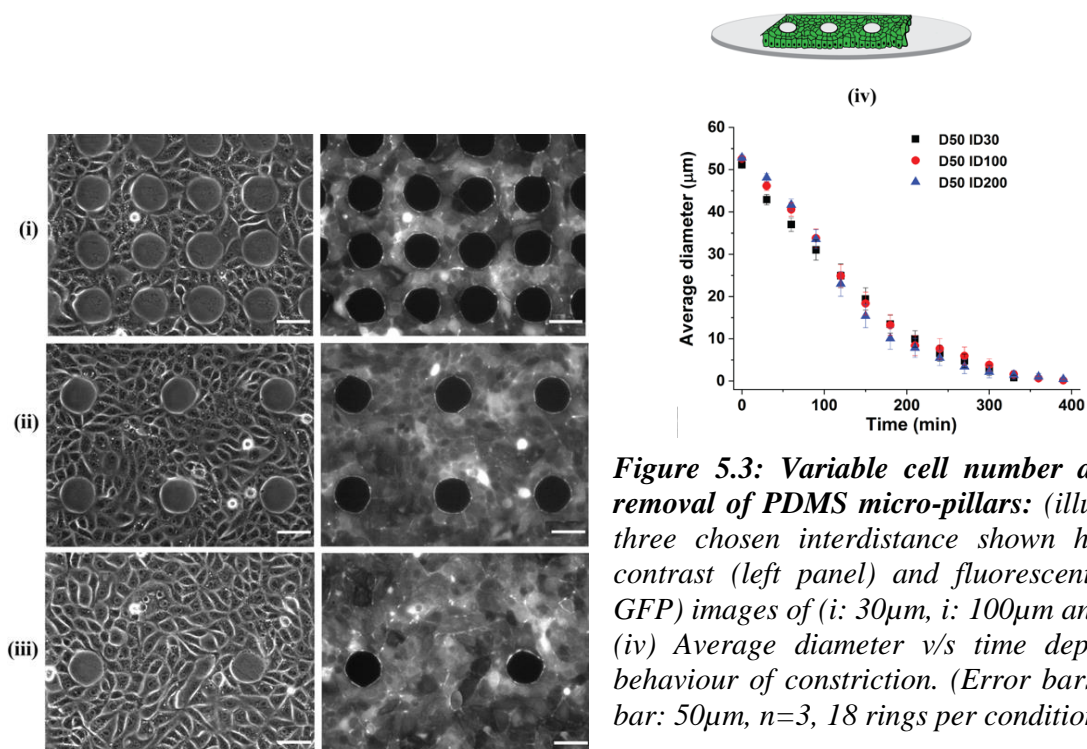 (i)
(ii)
(iii)
(iv)
60
50
40
30
20
10
0
Average diameter (μm)
D50 ID30
D50 ID100
D50 ID200
0 100 200 300 400
Time (min)
Figure 5.3: Variable cell number a
removal of PDMS micro-pillars: (illu
three chosen interdistance shown h
contrast (left panel) and fluorescent
GFP) images of (i: 30μm, i: 100μm an
(iv) Average diameter v/s time dep
behaviour of constriction. (Error bar
bar: 50μm, n=3, 18 rings per condition